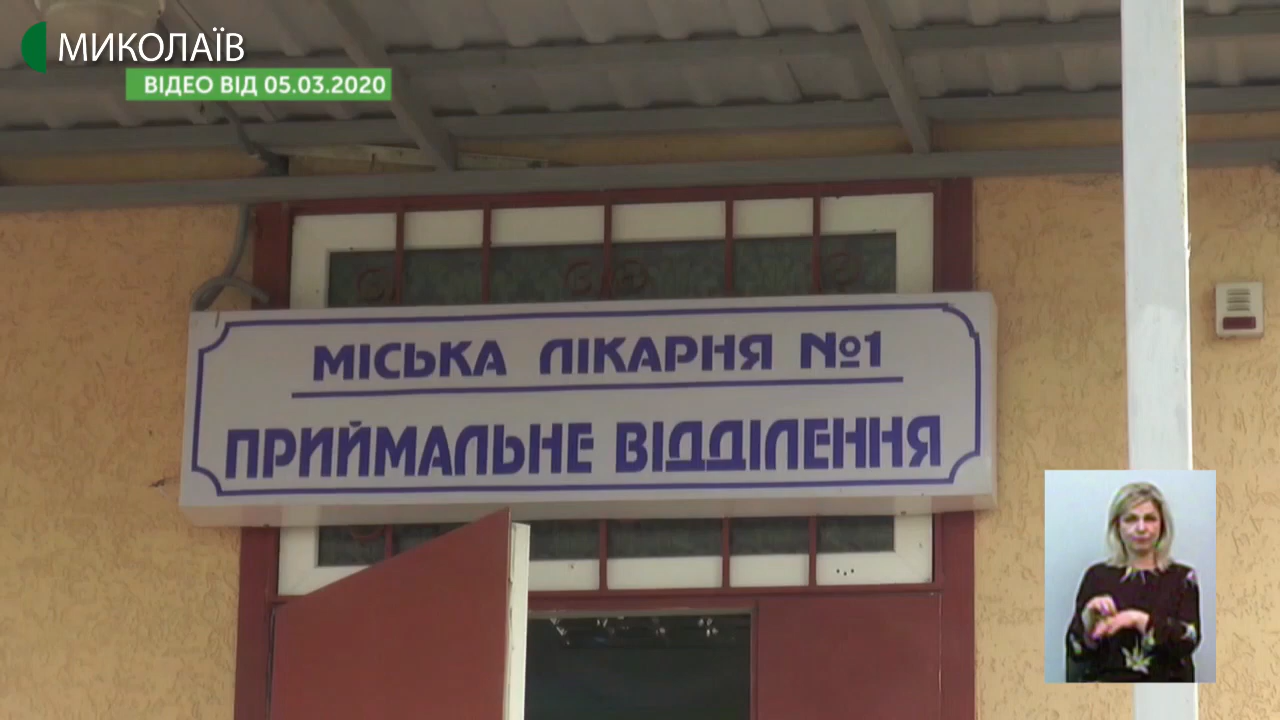 МИКОЛАЇВ
ВІДЕО ВІД 05.03.2020
МІСЬКА ЛІКАРНЯ №1
ПРИЙМАЛЬНЕ ВІДДІЛЕННЯ